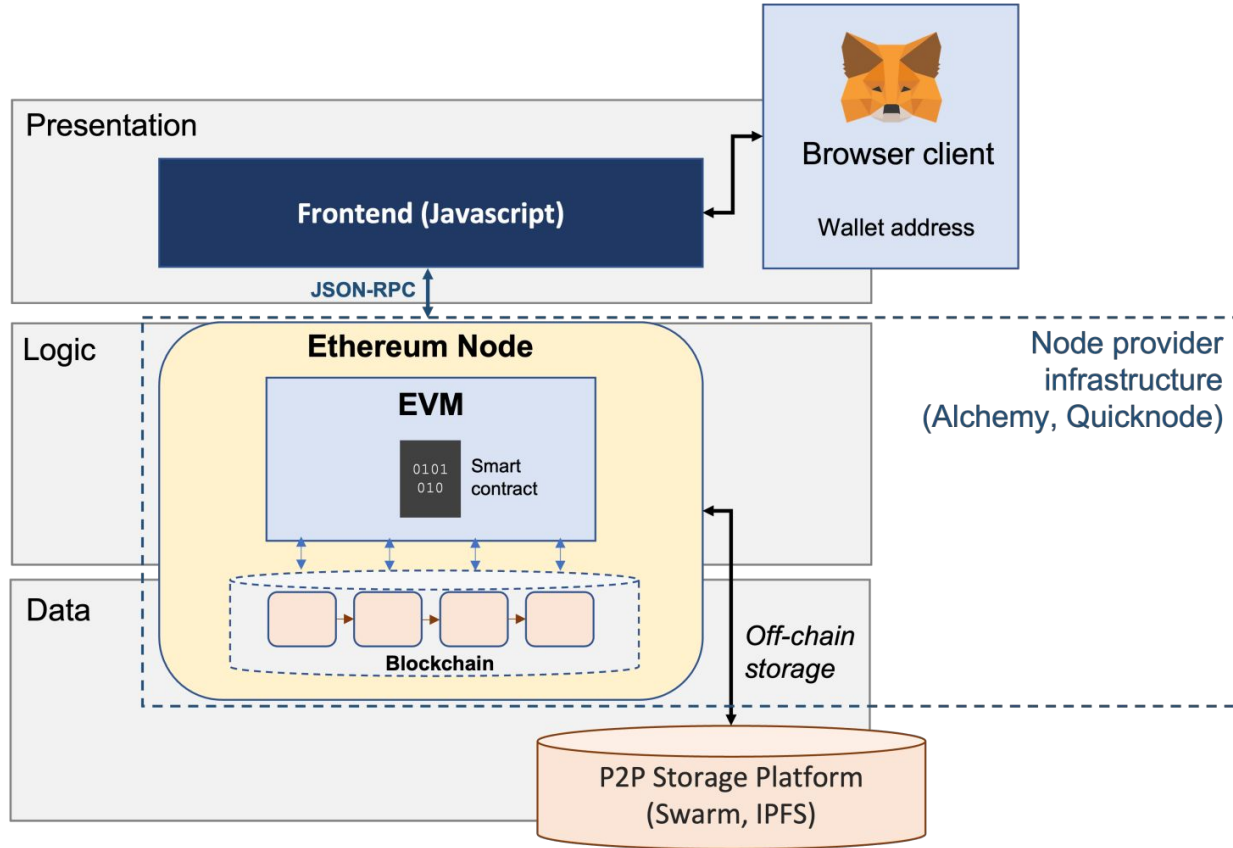 Presentation
Browser client
Wallet address
Frontend (Javascript)
JSON-RPC
Logic
Ethereum Node
Node provider
infrastructure
(Alchemy, Quicknode)
EVM
0101
010
Smart
contract
Data
Blockchain
Off-chain
storage
P2P Storage Platform
(Swarm, IPFS)